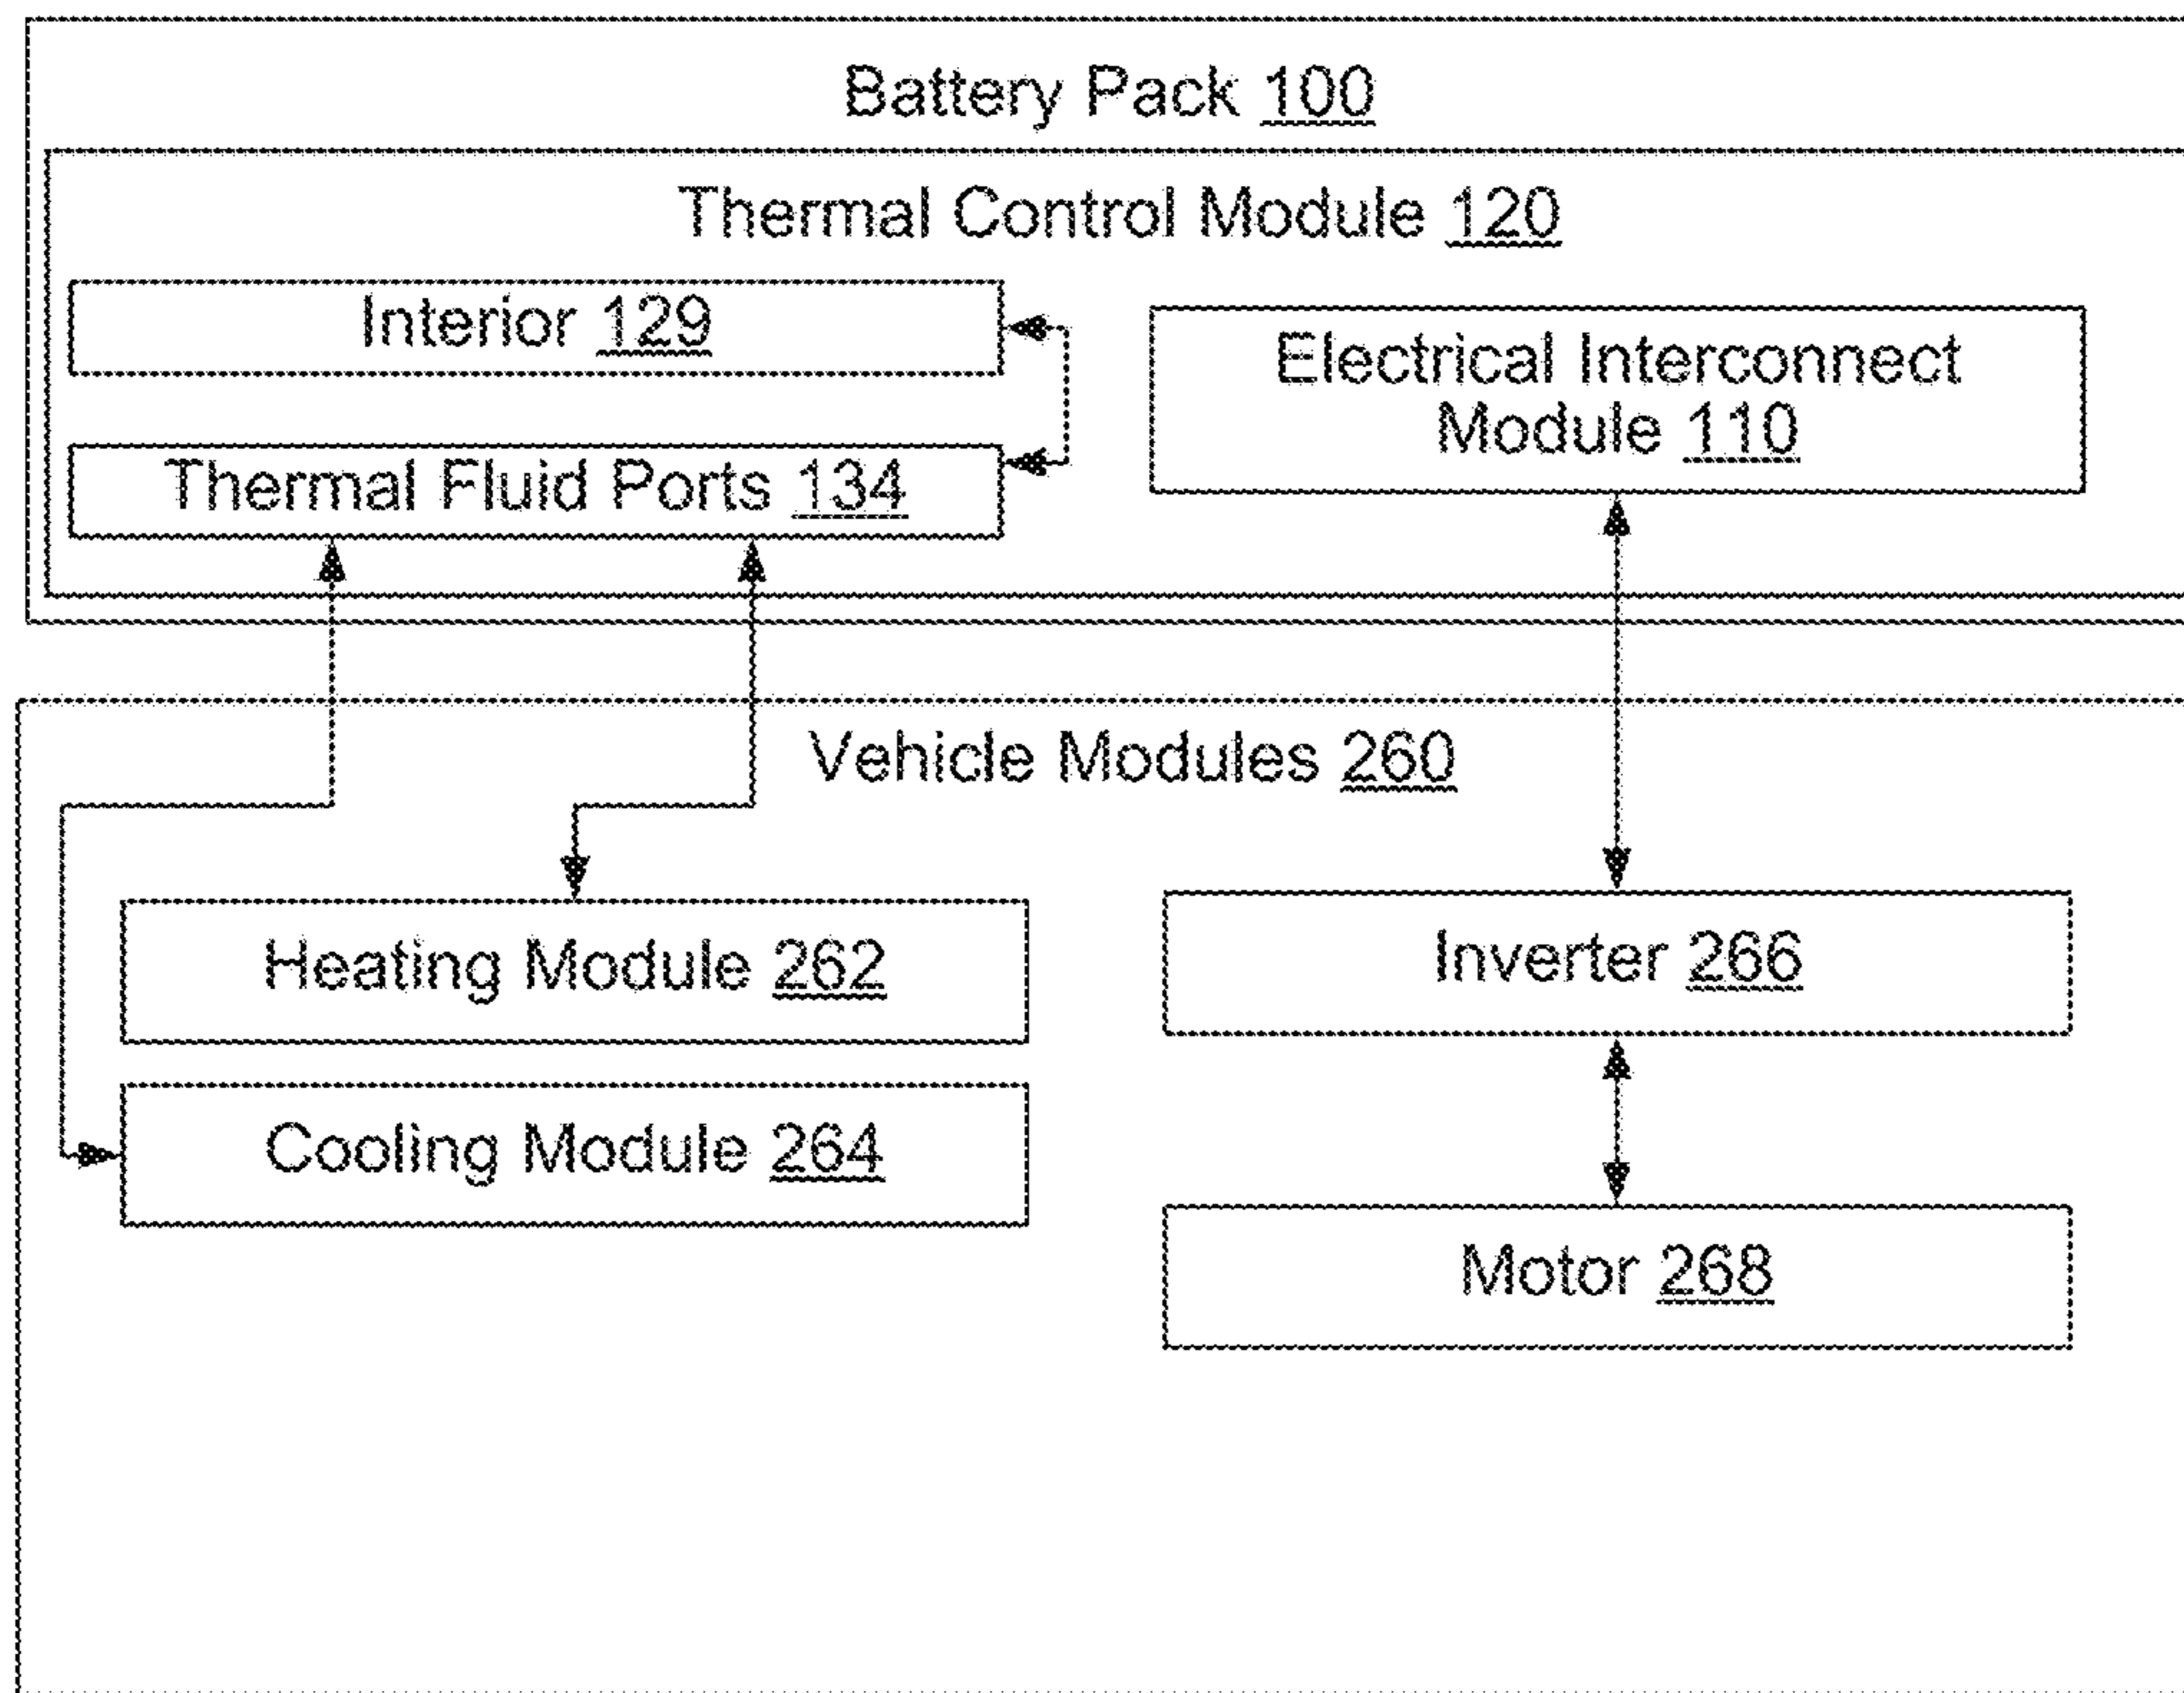 Battery Pack 100
Thermal Control Module 120
Interior 129
Electrical Interconnect
Module 110
Thermal Fluid Ports 134
Vehicle Modules 260
Heating Module 262
Inverter 266
Cooling Module 264
Motor 268